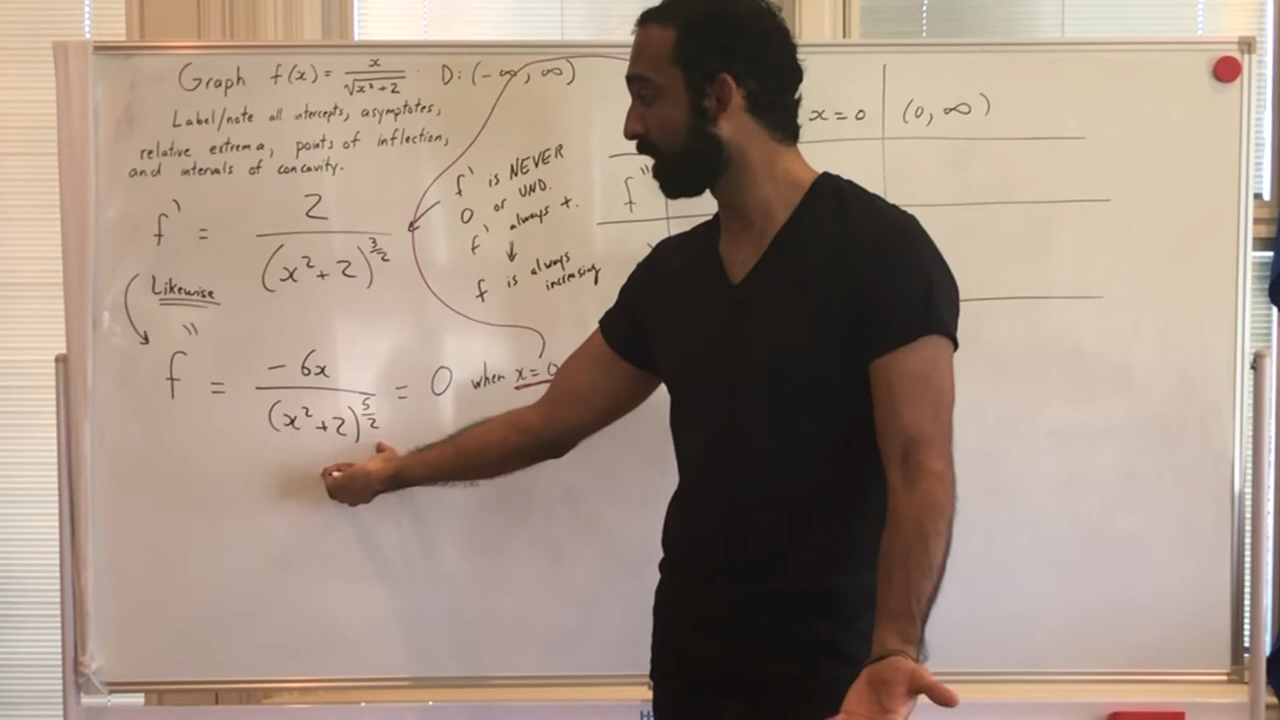 Graph f(x) = x/√(x²+2) D: (-∞, ∞)
Label/note all intercepts, asymptotes,
relative extrema, points of inflection,
and intervals of concavity.
f' = 2/(x²+2)^(3/2)
f' is NEVER
0 or UND.
f' always +.
↓
f is always
increasing
Likewise
f'' = -6x/(x²+2)^(5/2) = 0 when x=0
x=0 (0, ∞)
f''